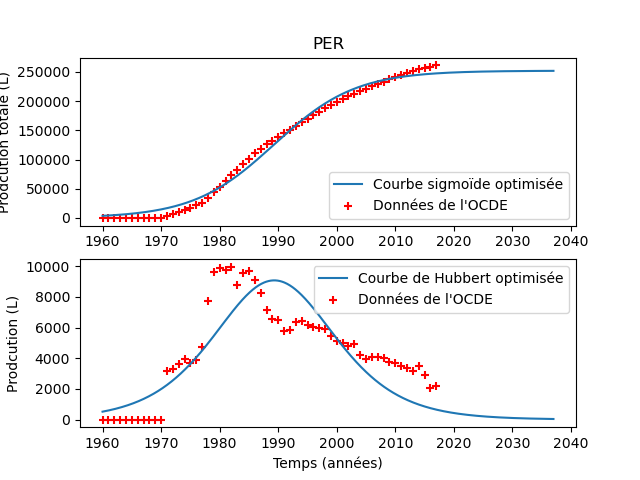 PER
Prodcution totale (L)
250000
200000
150000
100000
50000
0
Courbe sigmoïde optimisée
Données de l'OCDE
1960 1970 1980 1990 2000 2010 2020 2030 2040
Prodcution (L)
10000
8000
6000
4000
2000
0
Courbe de Hubbert optimisée
Données de l'OCDE
1960 1970 1980 1990 2000 2010 2020 2030 2040
Temps (années)